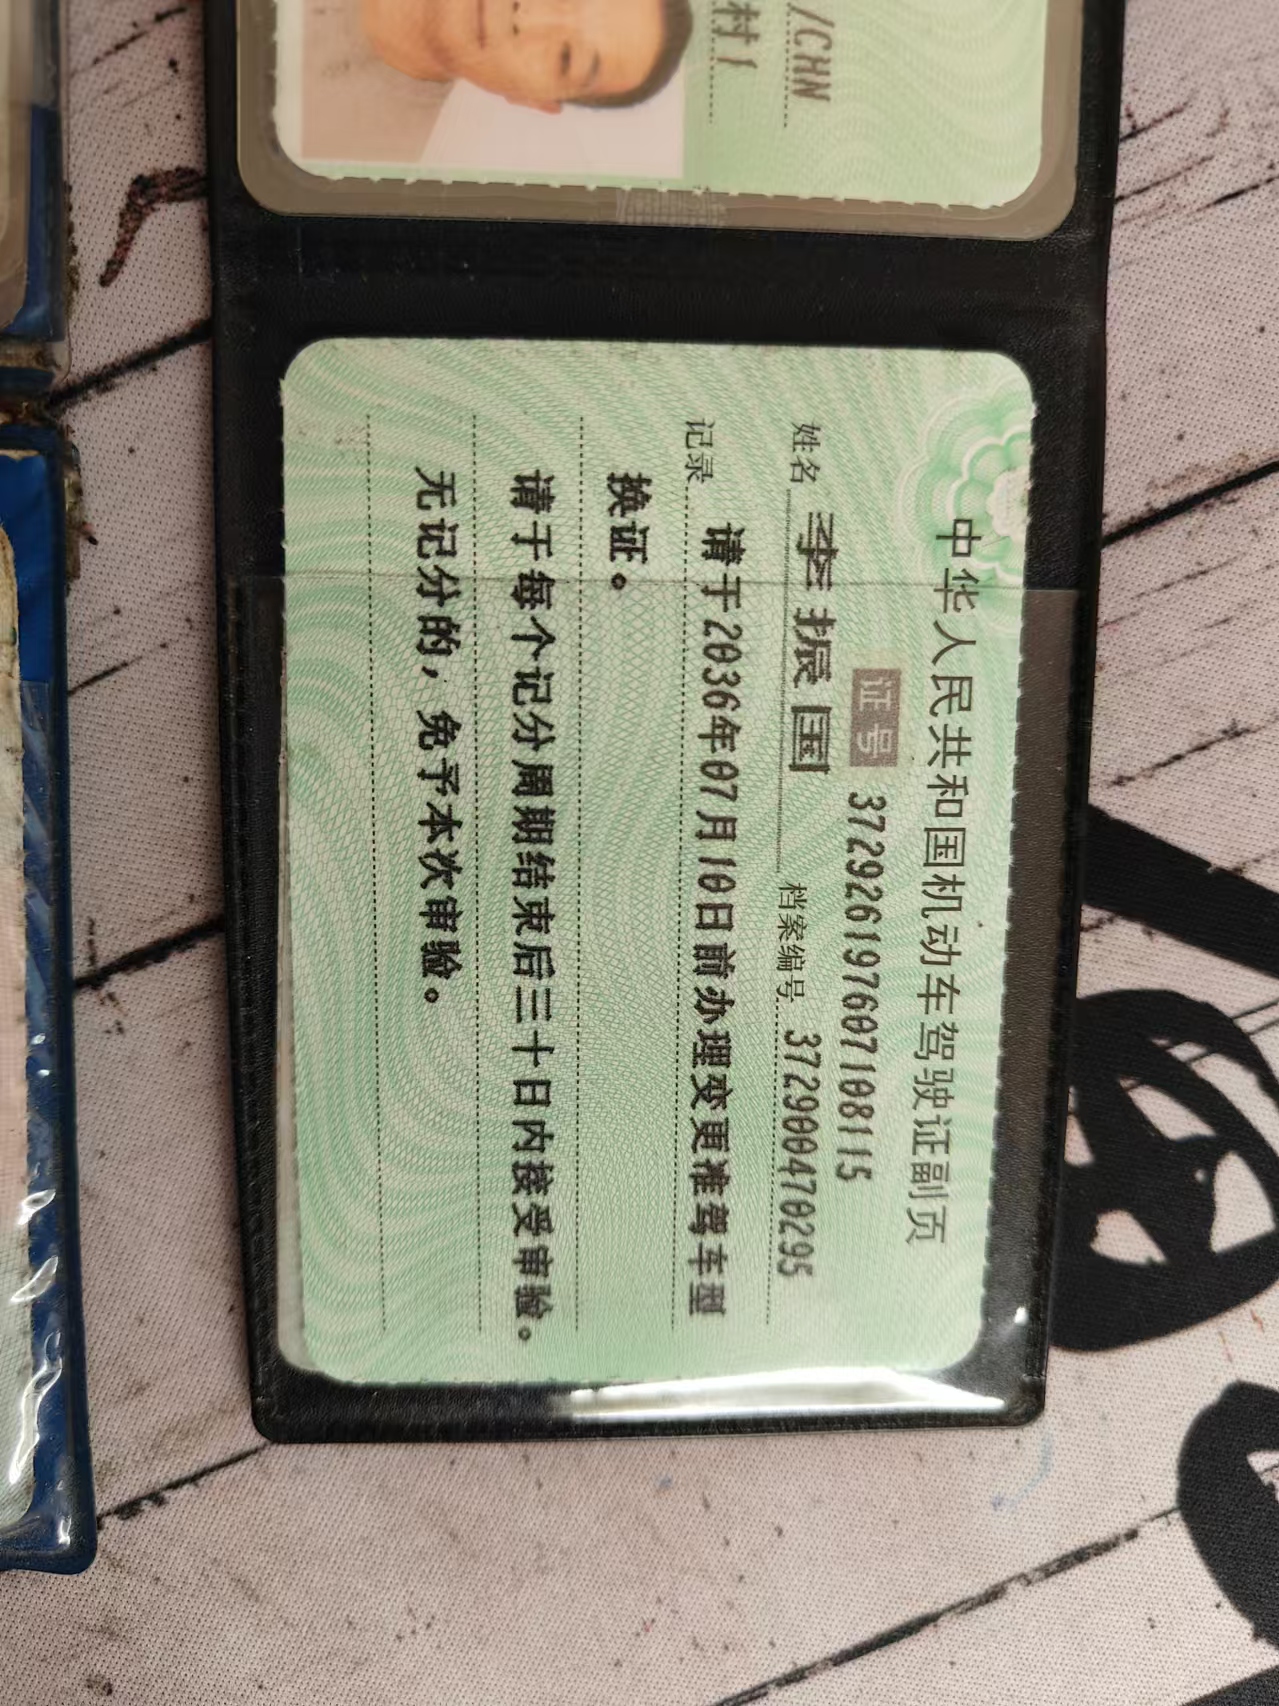 /CHN
村1
中华人民共和国机动车驾驶证副页
证号 372926197607108115
姓名 李振国 档案编号 372900470295
记录 请于2036年07月10日前办理变更准驾车型
换证。
请于每个记分周期结束后三十日内接受审验。
无记分的，免予本次审验。